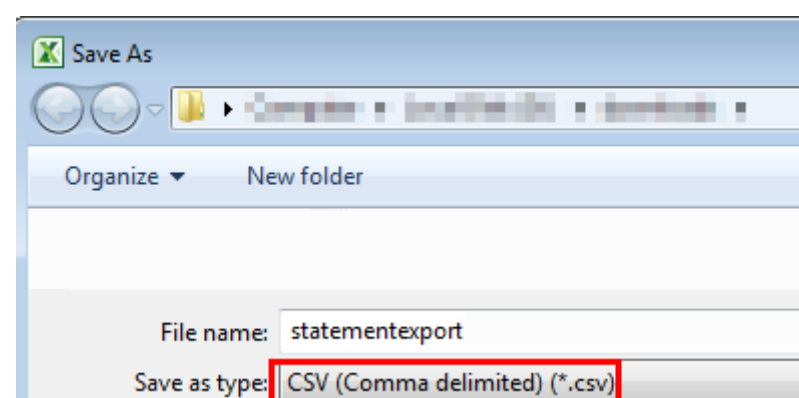 Save As
Organize New folder
File name: statementexport
Save as type: CSV (Comma delimited) (*.csv)